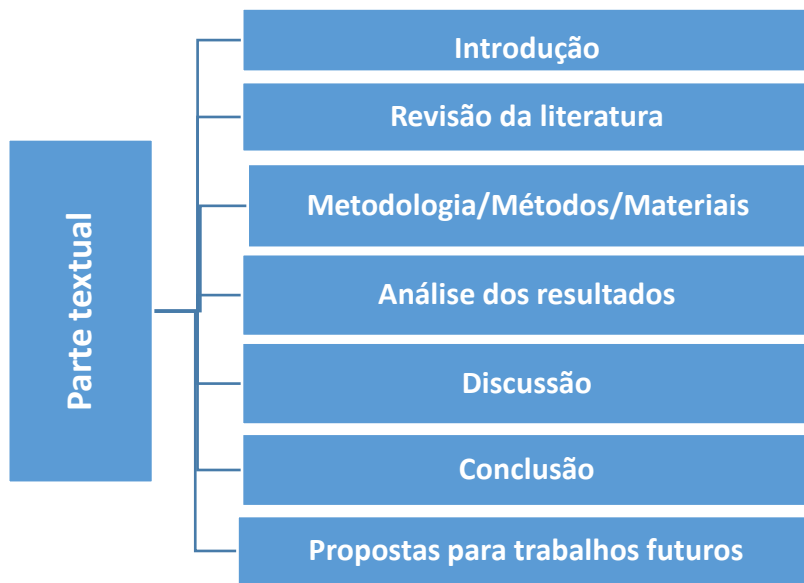 Parte textual
Introdução
Revisão da literatura
Metodologia/Métodos/Materiais
Análise dos resultados
Discussão
Conclusão
Propostas para trabalhos futuros